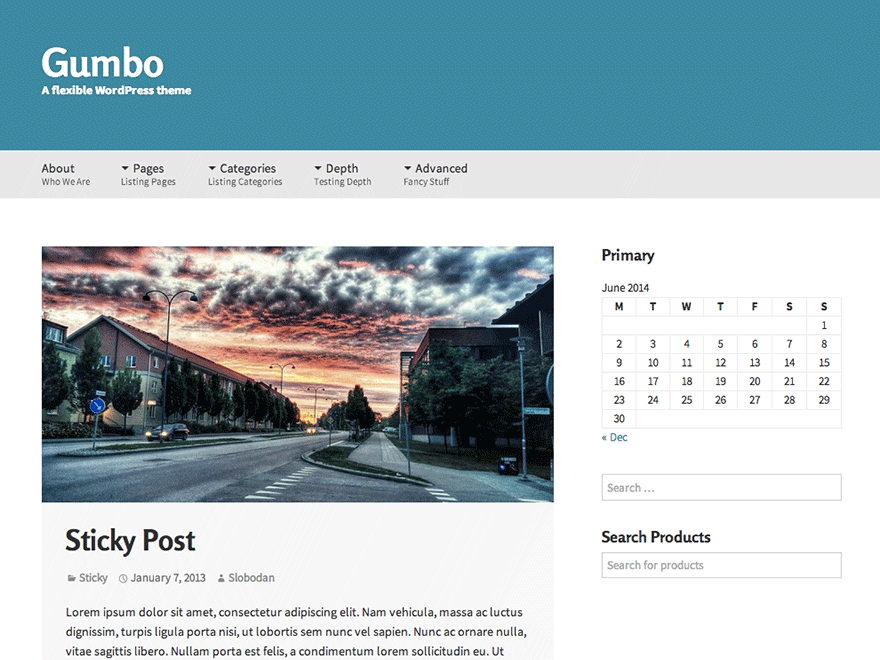 Gumbo
A flexible WordPress theme
About Pages Categories Depth Advanced
Who We Are Listing Pages Listing Categories Testing Depth Fancy Stuff
Sticky Post
Sticky January 7, 2013 Slobodan
Lorem ipsum dolor sit amet, consectetur adipiscing elit. Nam vehicula, massa ac luctus
dignissim, turpis ligula porta nisi, ut lobortis sem nunc vel sapien. Nunc ac ornare nulla,
vitae sagittis libero. Nullam porta est felis, a condimentum lorem sollicitudin eu. Ut
Primary
June 2014
M T W T F S S
1
2 3 4 5 6 7 8
9 10 11 12 13 14 15
16 17 18 19 20 21 22
23 24 25 26 27 28 29
30
« Dec
Search …
Search Products
Search for products